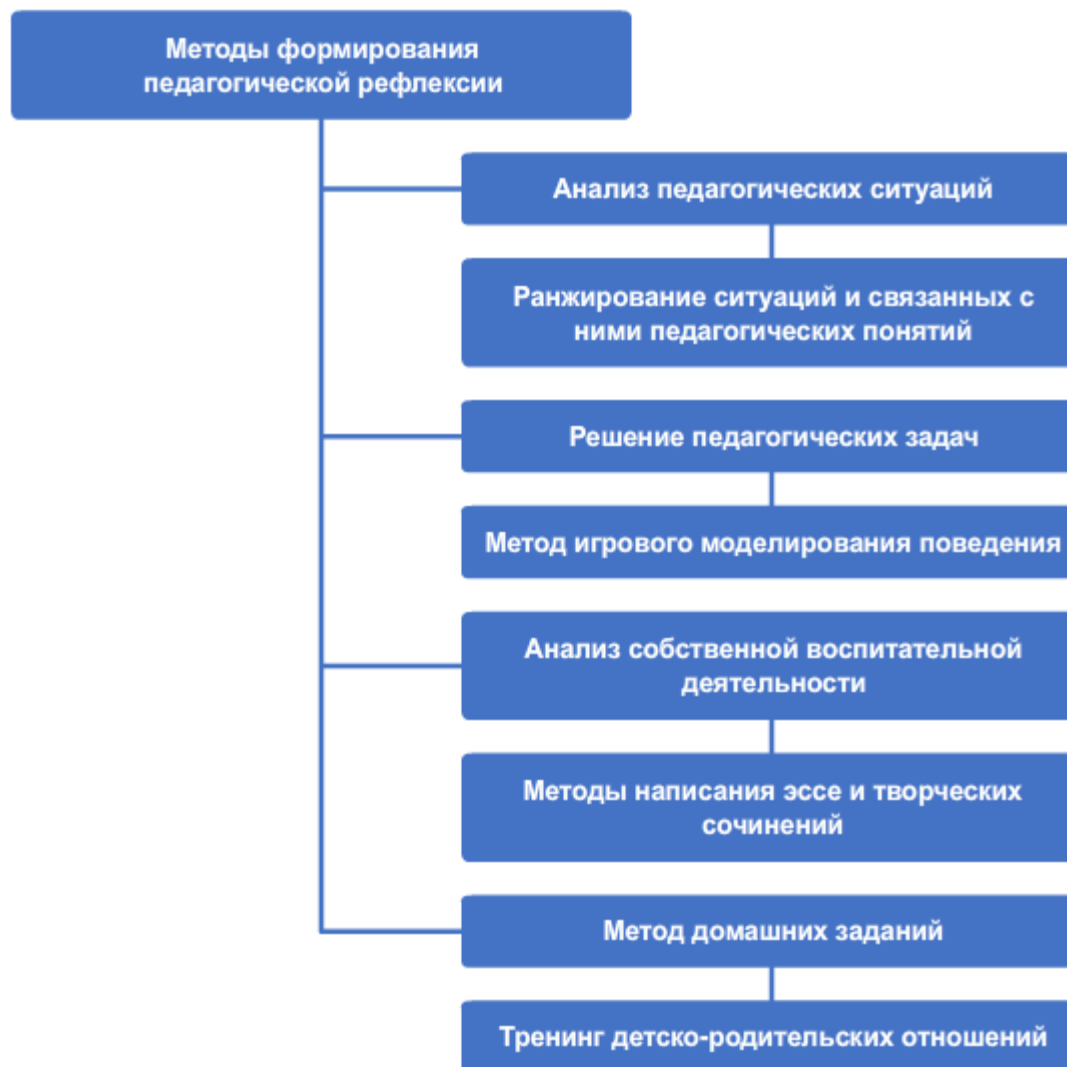 Методы формирования
педагогической рефлексии
Анализ педагогических ситуаций
Ранжирование ситуаций и связанных с
ними педагогических понятий
Решение педагогических задач
Метод игрового моделирования поведения
Анализ собственной воспитательной
деятельности
Методы написания эссе и творческих
сочинений
Метод домашних заданий
Тренинг детско-родительских отношений